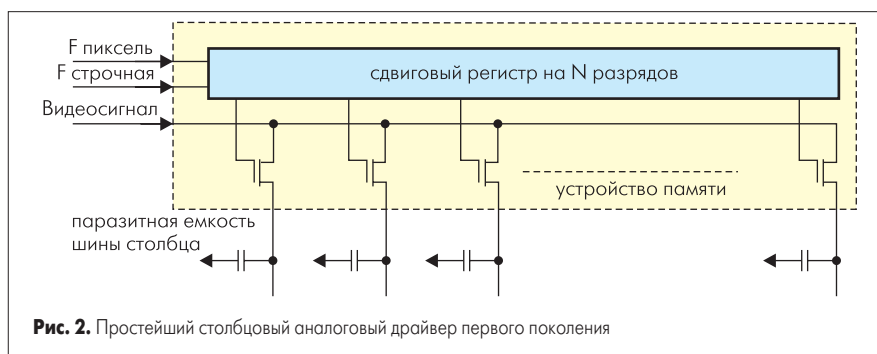 F пиксель
F строчная
Видеосигнал
сдвиговый регистр на N разрядов
устройство памяти
паразитная емкость
шины столбца
Рис. 2. Простейший столбцовый аналоговый драйвер первого поколения